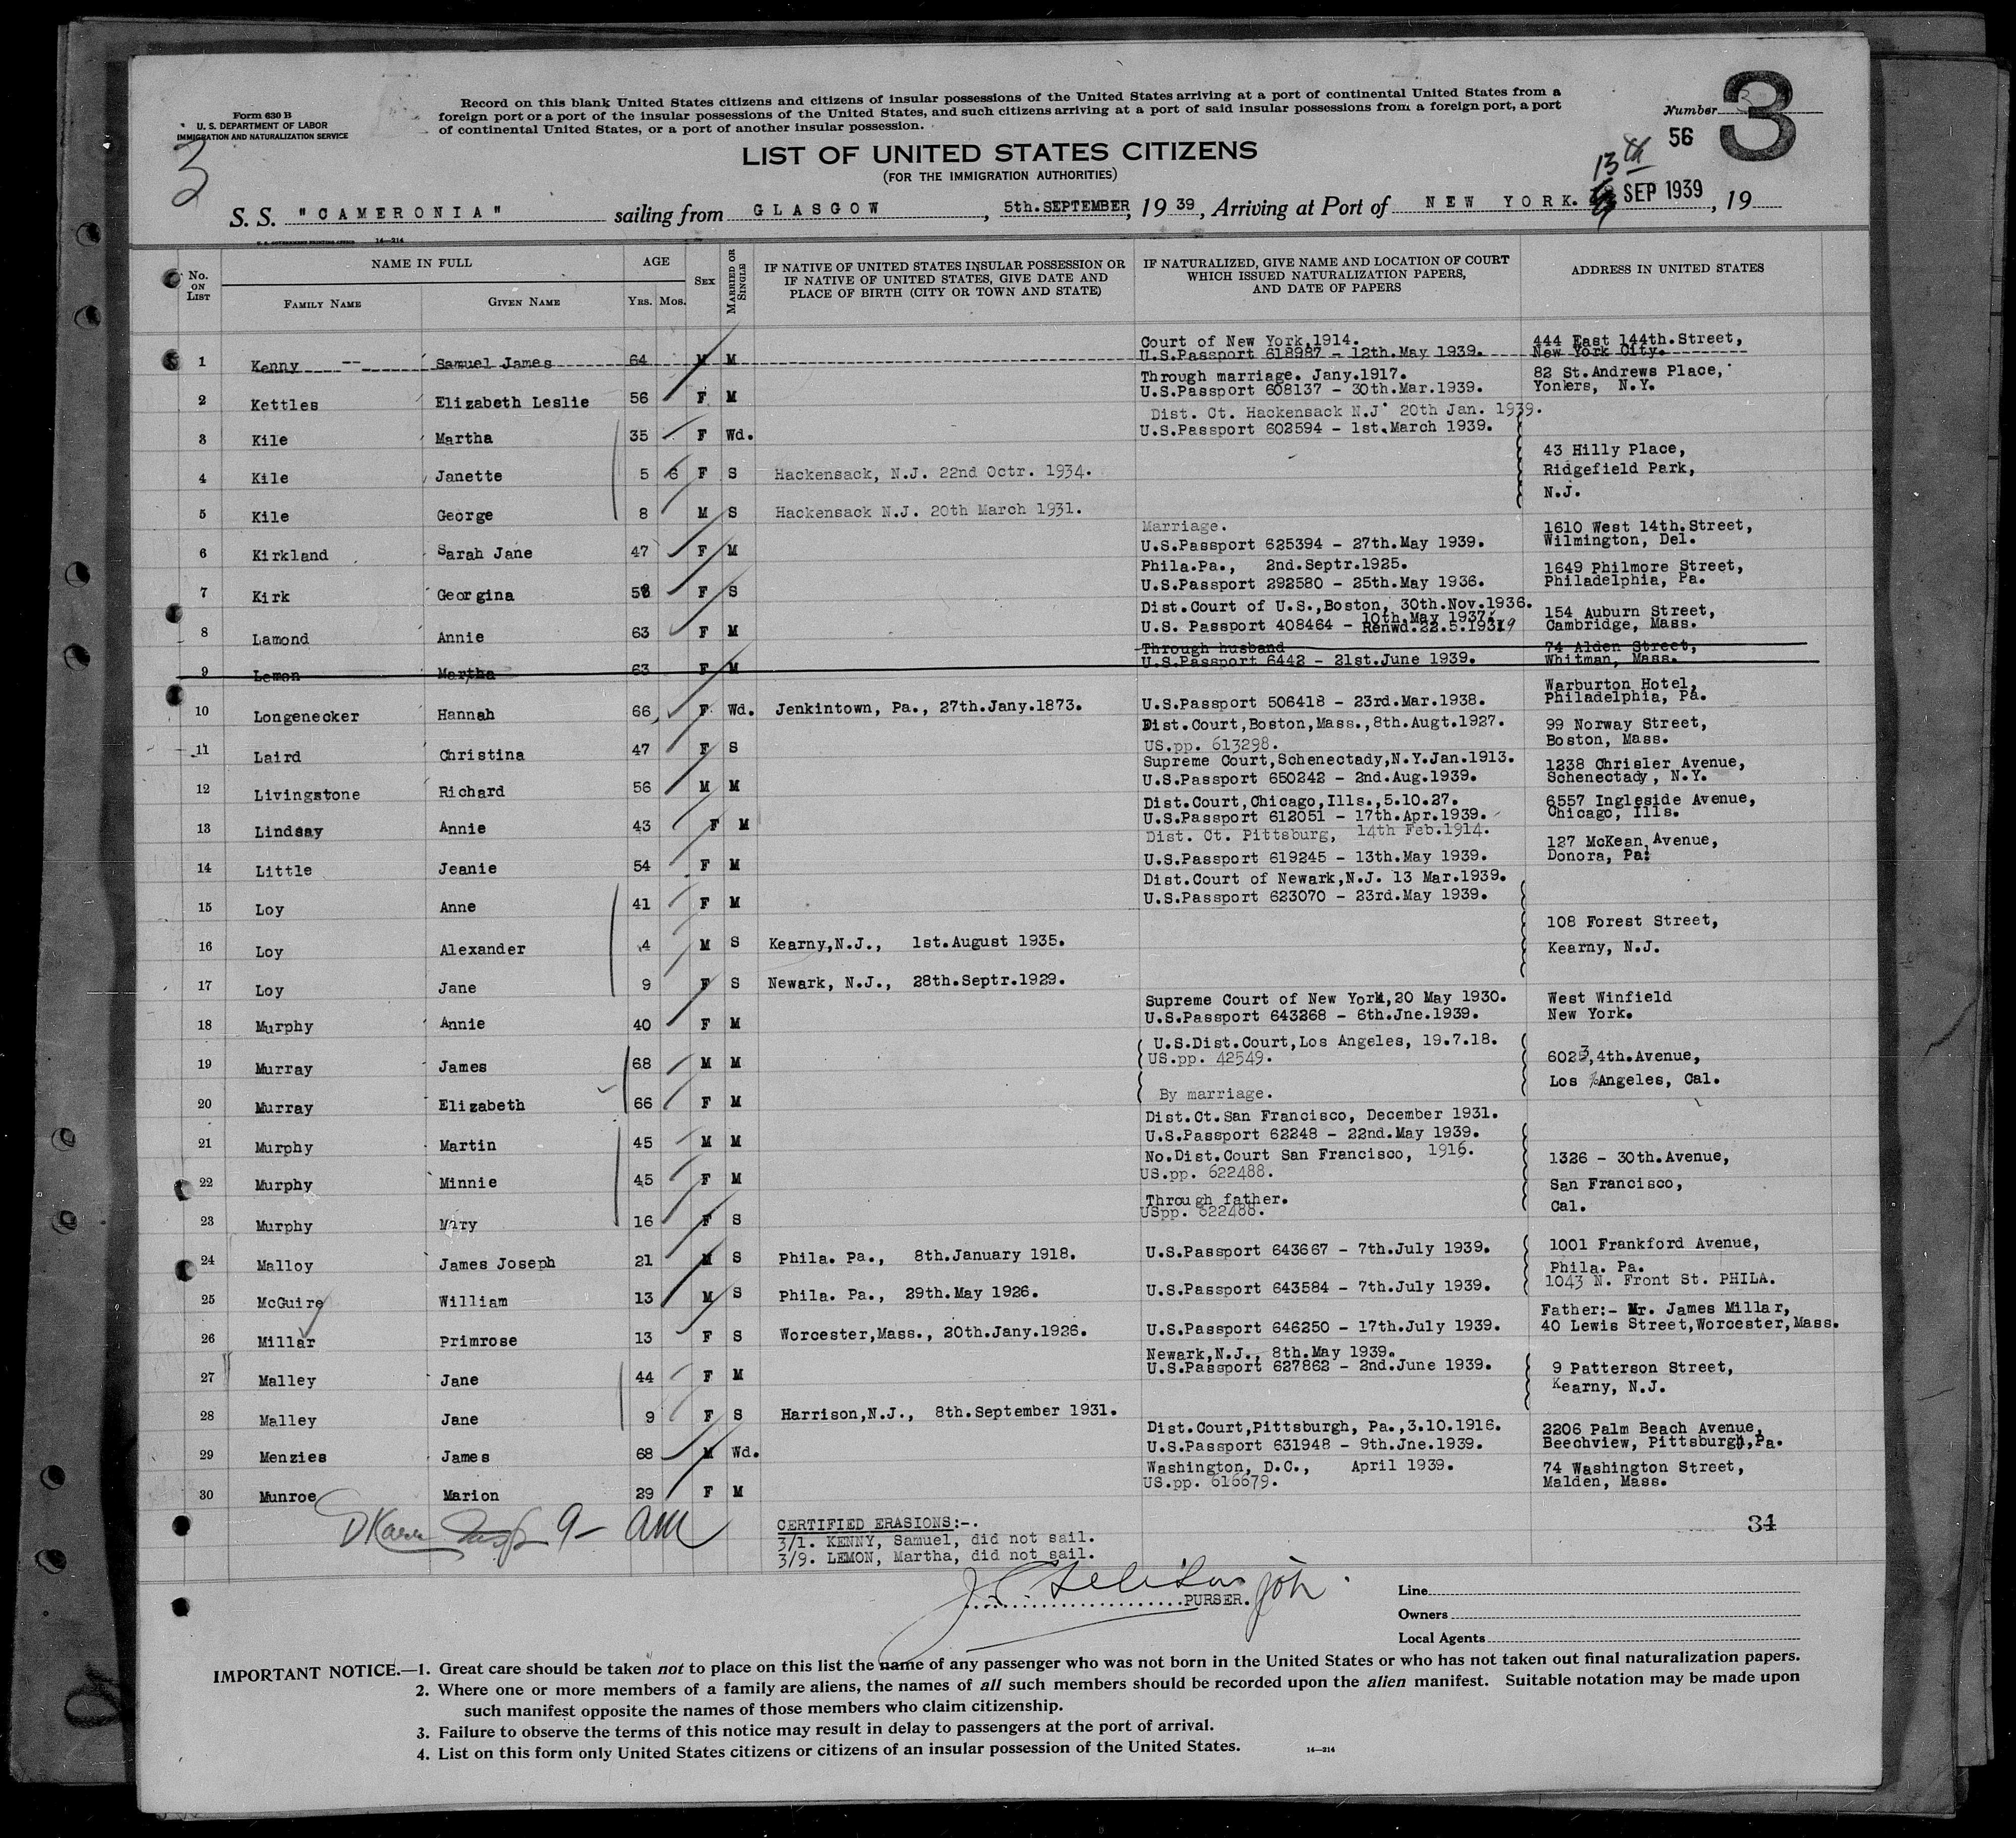 Form 630 B
U. S. DEPARTMENT OF LABOR
IMMIGRATION AND NATURALIZATION SERVICE
3
Record on this blank United States citizens and citizens of insular possessions of the United States arriving at a port of continental United States from a
foreign port or a port of the insular possessions of the United States, and such citizens arriving at a port of said insular possessions from a foreign port, a port
of continental United States, or a port of another insular possession.
Number 3
56
LIST OF UNITED STATES CITIZENS
(FOR THE IMMIGRATION AUTHORITIES)
13th
S. S. "CAMERONIA" sailing from GLASGOW, 5th.SEPTEMBER, 1939, Arriving at Port of NEW YORK. SEP 1939, 19
U. S. GOVERNMENT PRINTING OFFICE 14—214
No. ON LIST
NAME IN FULL
FAMILY NAME GIVEN NAME
AGE
YRS. MOS.
SEX
MARRIED OR SINGLE
IF NATIVE OF UNITED STATES INSULAR POSSESSION OR
IF NATIVE OF UNITED STATES, GIVE DATE AND
PLACE OF BIRTH (CITY OR TOWN AND STATE)
IF NATURALIZED, GIVE NAME AND LOCATION OF COURT
WHICH ISSUED NATURALIZATION PAPERS,
AND DATE OF PAPERS
ADDRESS IN UNITED STATES
Court of New York,1914. 444 East 144th.Street,
1 Kenny -- Samuel James 64 M M U.S.Passport 618987 - 12th.May 1939. New York City.
Through marriage. Jany.1917. 82 St.Andrews Place,
2 Kettles Elizabeth Leslie 56 F M U.S.Passport 608137 - 30th.Mar.1939. Yonkers, N.Y.
Dist. Ct. Hackensack N.J. 20th Jan. 1939.
3 Kile Martha 35 F Wd. U.S.Passport 602594 - 1st.March 1939.
43 Hilly Place,
4 Kile Janette 5 6 F S Hackensack, N.J. 22nd Octr. 1934. Ridgefield Park,
N.J.
5 Kile George 8 M S Hackensack N.J. 20th March 1931.
Marriage. 1610 West 14th.Street,
6 Kirkland Sarah Jane 47 F M U.S.Passport 625394 - 27th.May 1939. Wilmington, Del.
Phila.Pa., 2nd.Septr.1925. 1649 Philmore Street,
7 Kirk Georgina 58 F S U.S.Passport 292580 - 25th.May 1936. Philadelphia, Pa.
Dist.Court of U.S.,Boston, 30th.Nov.1936. 154 Auburn Street,
10th.May 1937.
8 Lamond Annie 63 F M U.S. Passport 408464 - Renwd.22.5.1939 Cambridge, Mass.
Through husband 74 Alden Street,
9 Lemon Martha 63 F M U.S.Passport 6442 - 21st.June 1939. Whitman, Mass.
Warburton Hotel,
10 Longenecker Hannah 66 F Wd. Jenkintown, Pa., 27th.Jany.1873. U.S.Passport 506418 - 23rd.Mar.1938. Philadelphia, Pa.
Dist.Court,Boston,Mass.,8th.Augt.1927. 99 Norway Street,
11 Laird Christina 47 F S US.pp. 613298. Boston, Mass.
Supreme Court,Schenectady,N.Y.Jan.1913. 1238 Chrisler Avenue,
12 Livingstone Richard 56 M M U.S.Passport 650242 - 2nd.Aug.1939. Schenectady, N.Y.
Dist.Court,Chicago,Ills.,5.10.27. 6557 Ingleside Avenue,
13 Lindsay Annie 43 F M U.S.Passport 612051 - 17th.Apr.1939. Chicago, Ills.
Dist. Ct. Pittsburg, 14th Feb.1914. 127 McKean Avenue,
14 Little Jeanie 54 F M U.S.Passport 619245 - 13th.May 1939. Donora, Pa.
Dist.Court of Newark,N.J. 13 Mar.1939.
15 Loy Anne 41 F M U.S.Passport 623070 - 23rd.May 1939.
108 Forest Street,
16 Loy Alexander 4 M S Kearny,N.J., 1st.August 1935. Kearny, N.J.
17 Loy Jane 9 F S Newark, N.J., 28th.Septr.1929.
Supreme Court of New York,20 May 1930. West Winfield
18 Murphy Annie 40 F M U.S.Passport 643268 - 6th.Jne.1939. New York.
U.S.Dist.Court,Los Angeles, 19.7.18.
19 Murray James 68 M M US.pp. 42549. 6023,4th.Avenue,
Los Angeles, Cal.
20 Murray Elizabeth 66 F M By marriage.
Dist.Ct.San Francisco, December 1931.
21 Murphy Martin 45 M M U.S.Passport 62248 - 22nd.May 1939.
No.Dist.Court San Francisco, 1916. 1326 - 30th.Avenue,
22 Murphy Minnie 45 F M US.pp. 622488. San Francisco,
Through father. Cal.
23 Murphy Mary 16 F S USpp. 622488.
24 Malloy James Joseph 21 M S Phila. Pa., 8th.January 1918. U.S.Passport 643667 - 7th.July 1939. 1001 Frankford Avenue,
Phila. Pa.
25 McGuire William 13 M S Phila. Pa., 29th.May 1926. U.S.Passport 643584 - 7th.July 1939. 1043 N. Front St. PHILA.
Father:- Mr. James Millar,
26 Millar Primrose 13 F S Worcester,Mass., 20th.Jany.1926. U.S.Passport 646250 - 17th.July 1939. 40 Lewis Street,Worcester,Mass.
Newark,N.J., 8th.May 1939.
27 Malley Jane 44 F M U.S.Passport 627862 - 2nd.June 1939. 9 Patterson Street,
Kearny, N.J.
28 Malley Jane 9 F S Harrison,N.J., 8th.September 1931.
Dist.Court,Pittsburgh, Pa.,3.10.1916. 2206 Palm Beach Avenue,
29 Menzies James 68 M Wd. U.S.Passport 631948 - 9th.Jne.1939. Beechview, Pittsburgh,Pa.
Washington, D.C., April 1939. 74 Washington Street,
30 Munroe Marion 29 F M US.pp. 616679. Malden, Mass.
9- am
CERTIFIED ERASIONS:-.
3/1. KENNY, Samuel, did not sail.
3/9. LEMON, Martha, did not sail.
34
PURSER.
Line
Owners
Local Agents
IMPORTANT NOTICE.—1. Great care should be taken not to place on this list the name of any passenger who was not born in the United States or who has not taken out final naturalization papers.
2. Where one or more members of a family are aliens, the names of all such members should be recorded upon the alien manifest. Suitable notation may be made upon
such manifest opposite the names of those members who claim citizenship.
3. Failure to observe the terms of this notice may result in delay to passengers at the port of arrival.
4. List on this form only United States citizens or citizens of an insular possession of the United States. 14—214